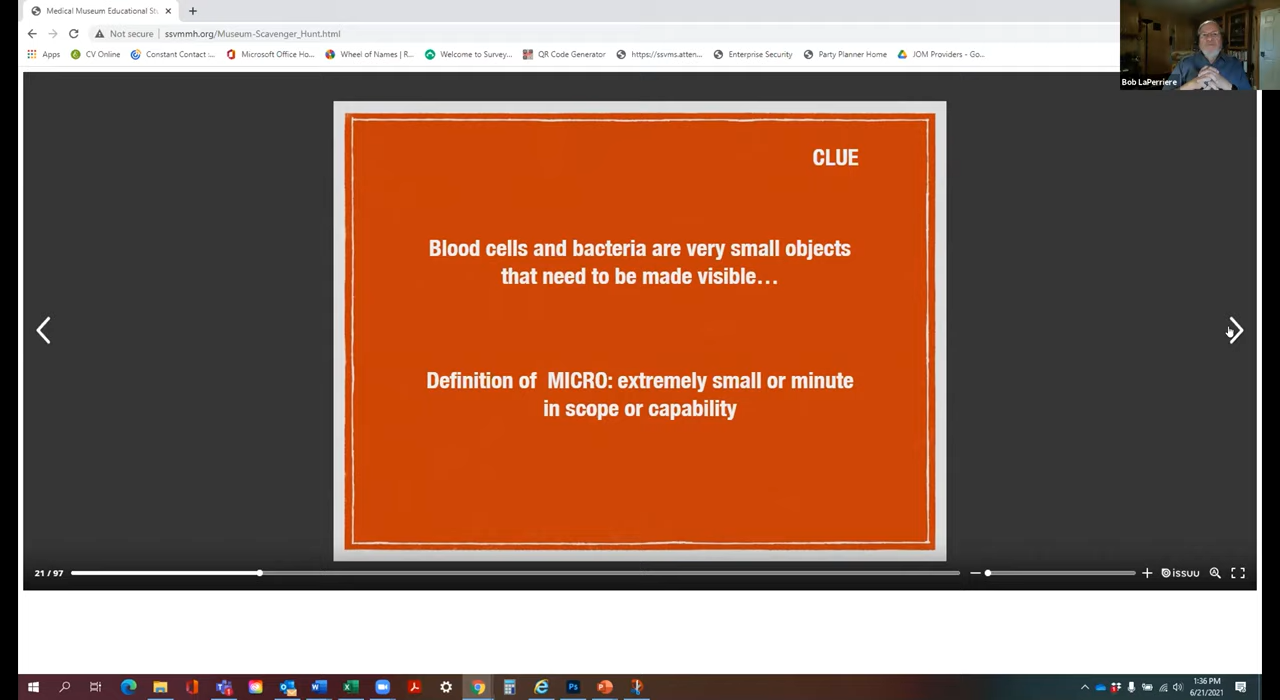 Medical Museum Educational St
Not secure
ssvmmh.org/Museum-Scavenger_Hunt.html
Apps
CV Online
Constant Contact :...
Microsoft Office Ho...
Wheel of Names | R...
Welcome to Survey...
QR Code Generator
https://ssvms.atten...
Enterprise Security
Party Planner Home
JOM Providers - Go...
Bob LaPerriere
CLUE
Blood cells and bacteria are very small objects
that need to be made visible…
Definition of MICRO: extremely small or minute
in scope or capability
21 / 97
issuu
1:36 PM
6/21/2021